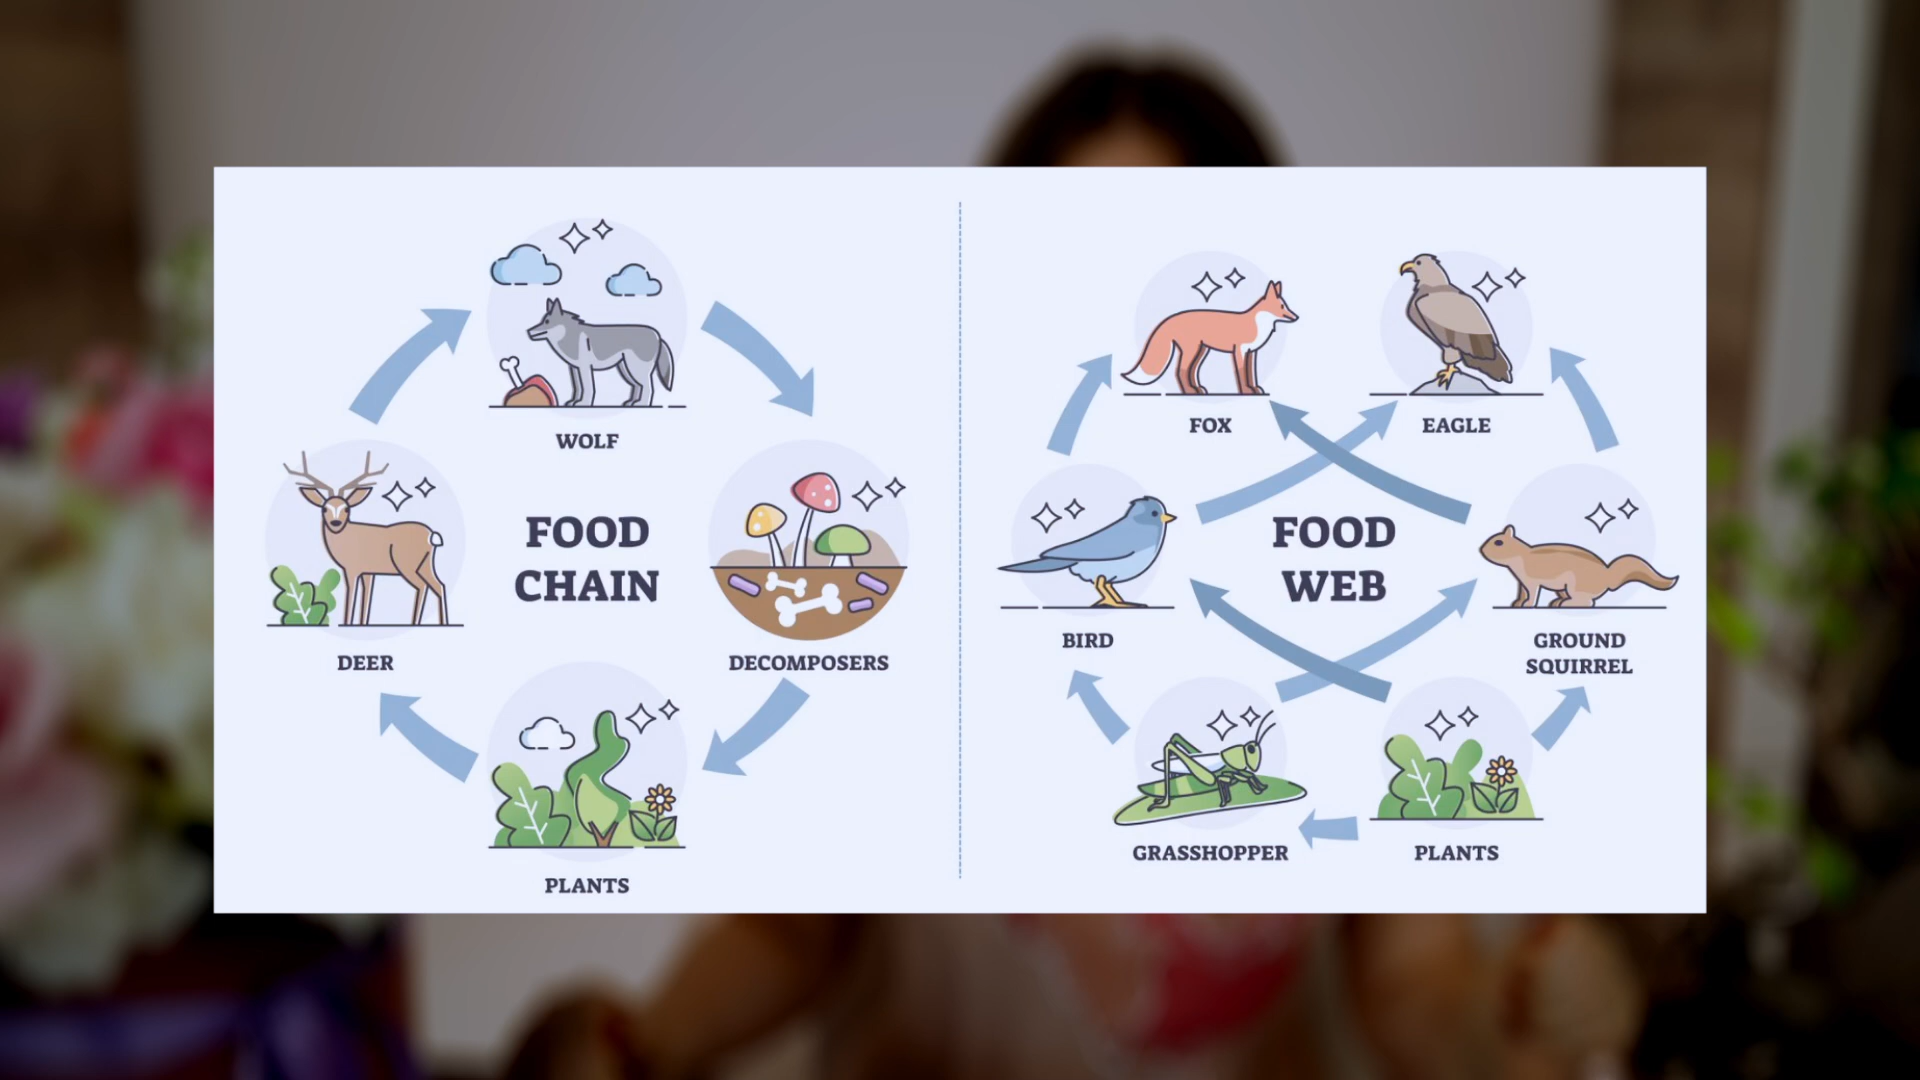 WOLF
FOOD
CHAIN
DEER
DECOMPOSERS
PLANTS
FOX
EAGLE
FOOD
WEB
BIRD
GROUND
SQUIRREL
GRASSHOPPER
PLANTS